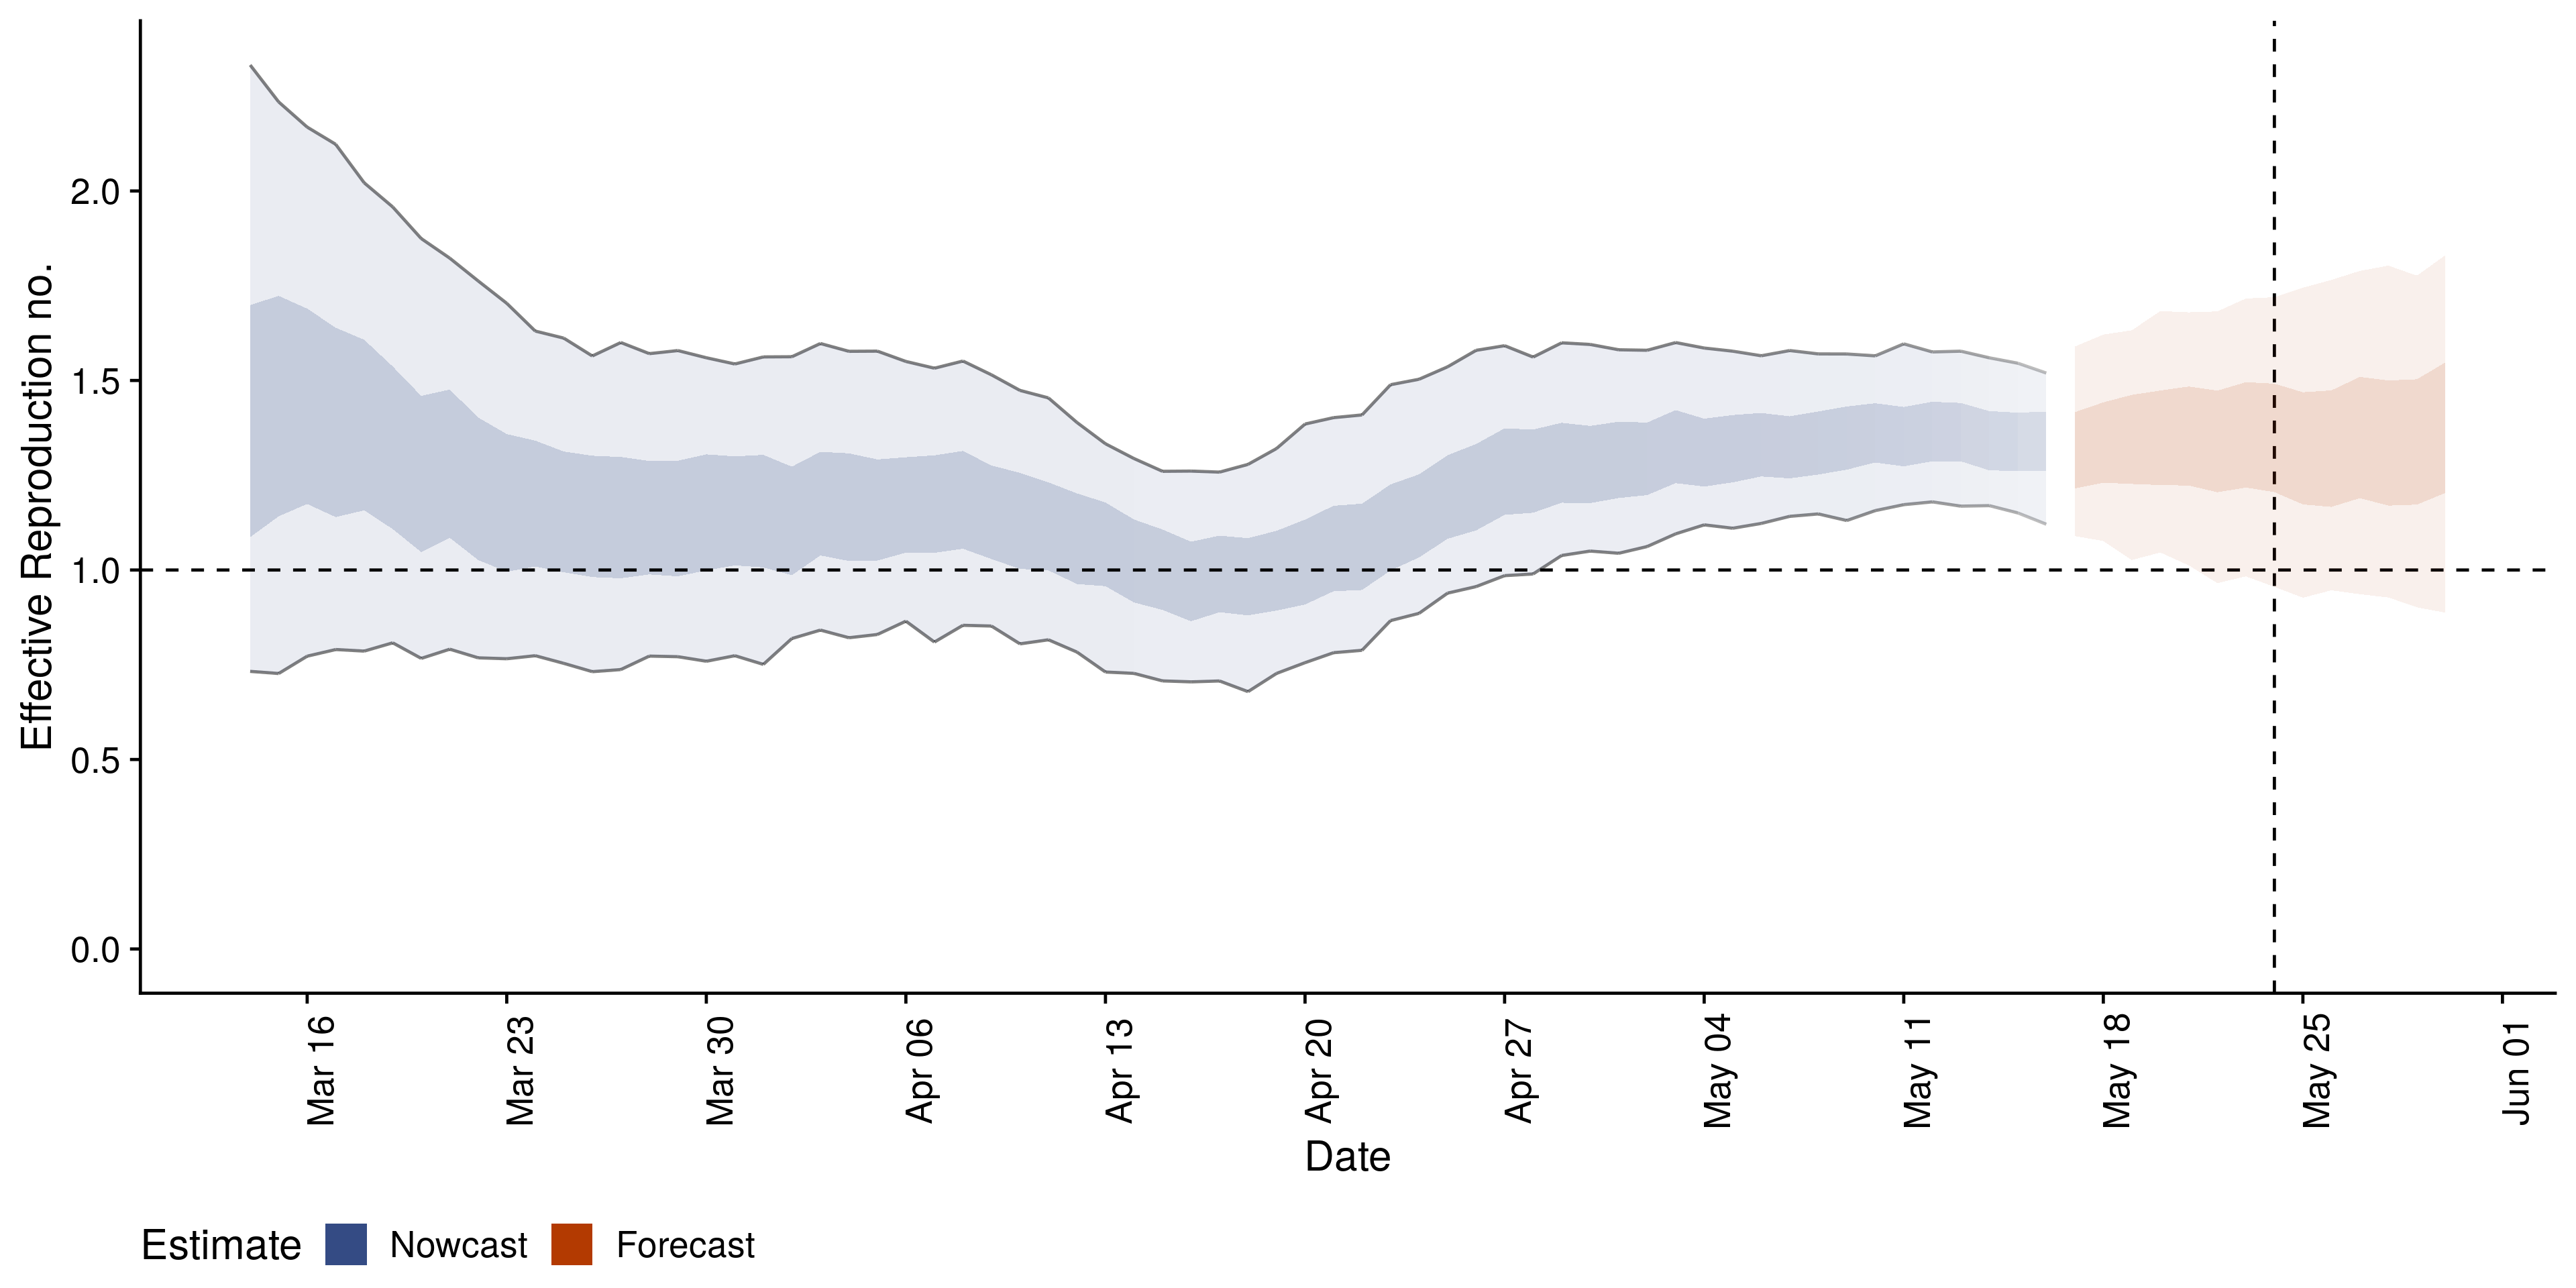 Effective Reproduction no.
2.0
1.5
1.0
0.5
0.0
Mar 16
Mar 23
Mar 30
Apr 06
Apr 13
Apr 20
Apr 27
May 04
May 11
May 18
May 25
Jun 01
Date
Estimate Nowcast Forecast